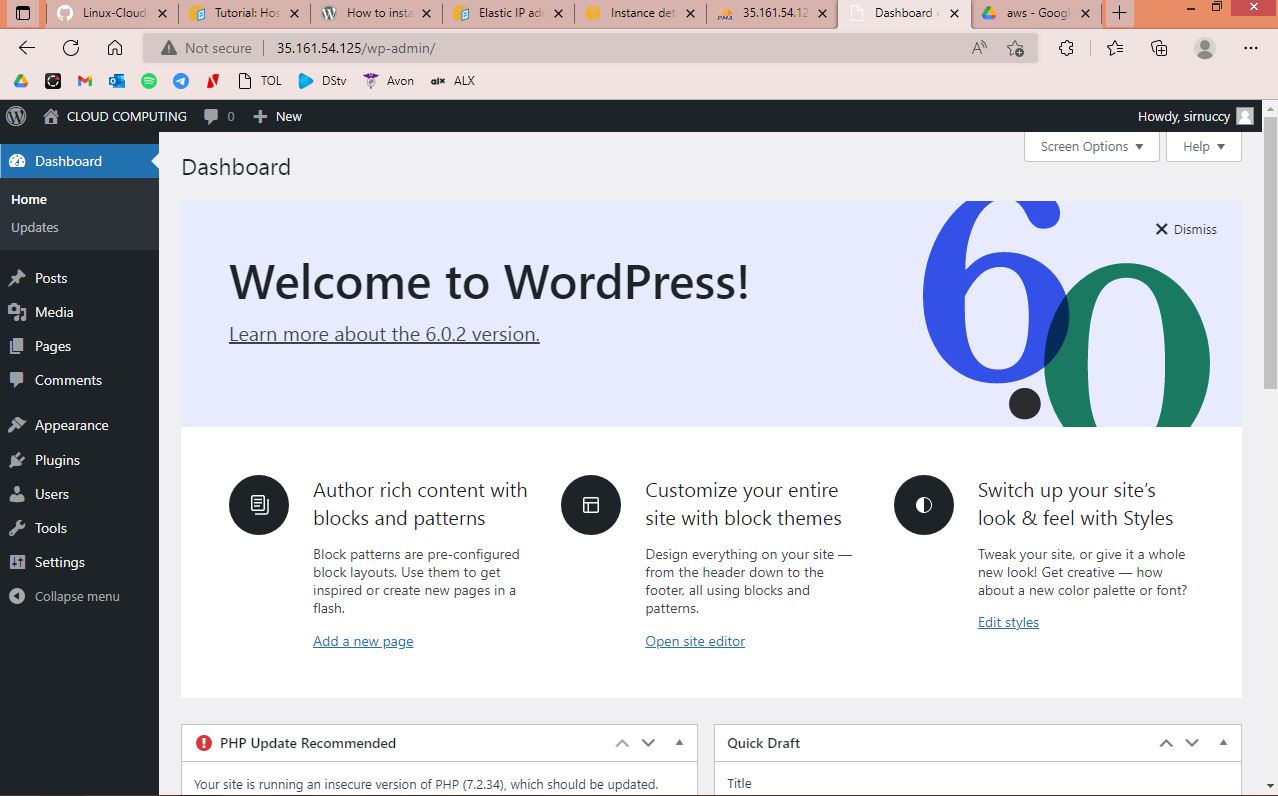 Linux-Cloud
Tutorial: Hos
How to insta
Elastic IP ad
Instance det
PMA
35.161.54.12
Dashboard
aws - Googl
Not secure
35.161.54.125/wp-admin/
TOL
DStv
Avon
alx
ALX
CLOUD COMPUTING
0
New
Howdy, sirnuccy
Dashboard
Home
Updates
Posts
Media
Pages
Comments
Appearance
Plugins
Users
Tools
Settings
Collapse menu
Screen Options
Help
Dashboard
Dismiss
6.0
Welcome to WordPress!
Learn more about the 6.0.2 version.
Author rich content with
blocks and patterns
Block patterns are pre-configured
block layouts. Use them to get
inspired or create new pages in a
flash.
Add a new page
Customize your entire
site with block themes
Design everything on your site —
from the header down to the
footer, all using blocks and
patterns.
Open site editor
Switch up your site’s
look & feel with Styles
Tweak your site, or give it a whole
new look! Get creative — how
about a new color palette or font?
Edit styles
PHP Update Recommended
Your site is running an insecure version of PHP (7.2.34), which should be updated.
Quick Draft
Title